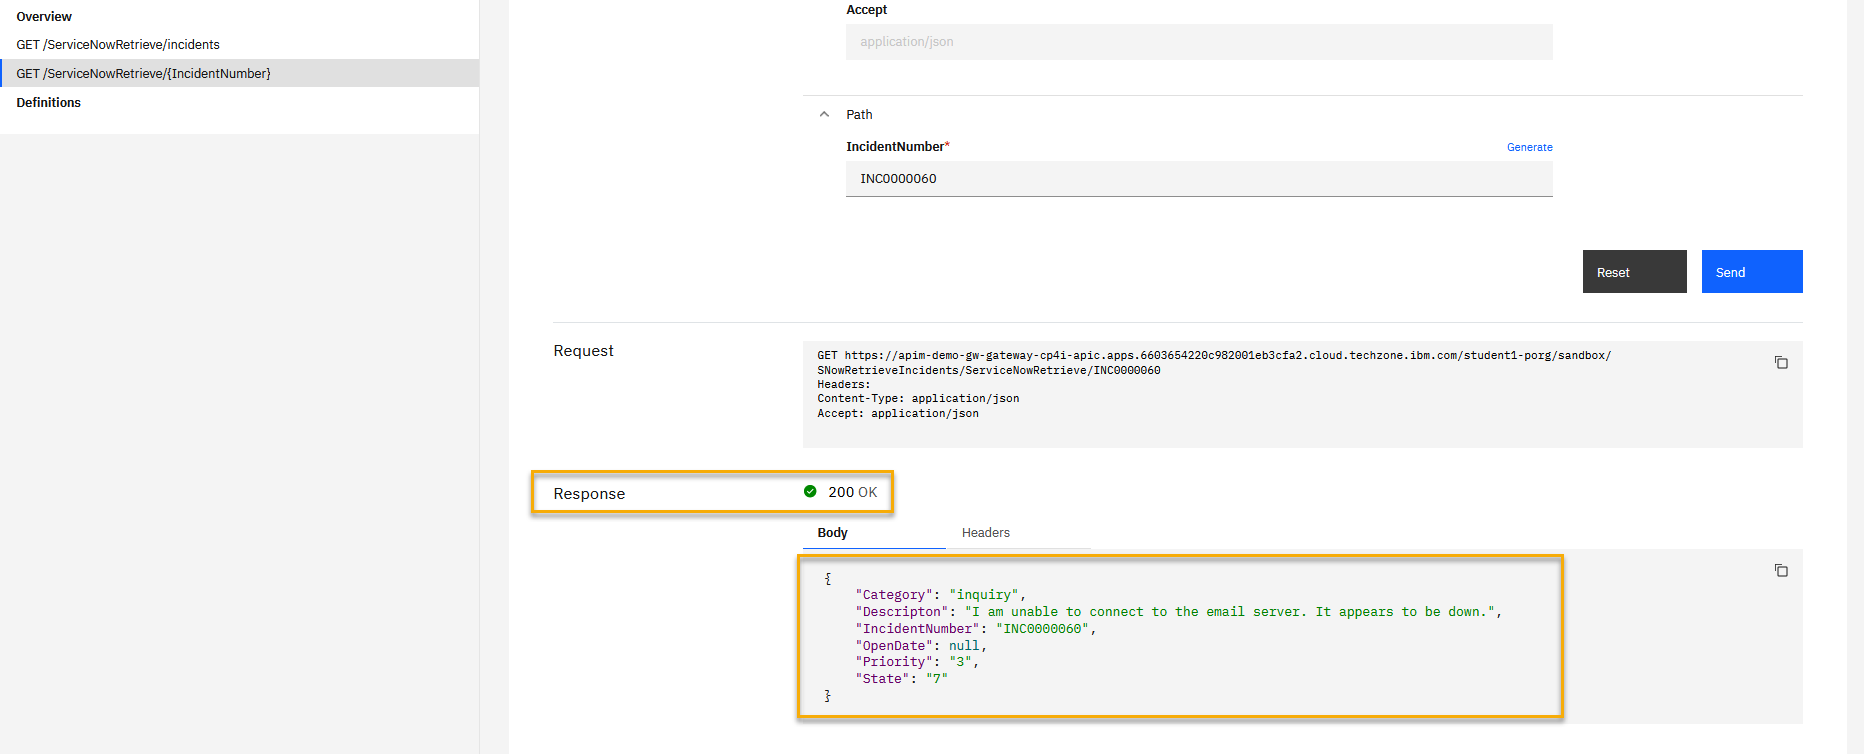 Overview
GET /ServiceNowRetrieve/incidents
GET /ServiceNowRetrieve/{IncidentNumber}
Definitions
Accept
application/json
Path
IncidentNumber*
Generate
INC0000060
Reset
Send
Request
GET https://apim-demo-gw-gateway-cp4i-apic.apps.6603654220c982001eb3cfa2.cloud.techzone.ibm.com/student1-porg/sandbox/
SNowRetrieveIncidents/ServiceNowRetrieve/INC0000060
Headers:
Content-Type: application/json
Accept: application/json
Response
200 OK
Body
Headers
{
"Category": "inquiry",
"Descripton": "I am unable to connect to the email server. It appears to be down.",
"IncidentNumber": "INC0000060",
"OpenDate": null,
"Priority": "3",
"State": "7"
}